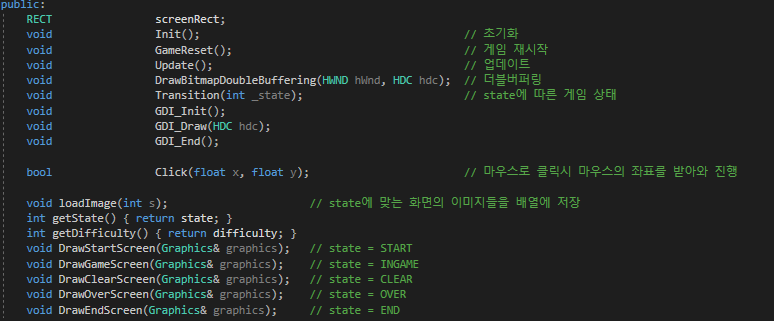 public:
RECT screenRect;
void Init(); // 초기화
void GameReset(); // 게임 재시작
void Update(); // 업데이트
void DrawBitmapDoubleBuffering(HWND hWnd, HDC hdc); // 더블버퍼링
void Transition(int _state); // state에 따른 게임 상태
void GDI_Init();
void GDI_Draw(HDC hdc);
void GDI_End();
bool Click(float x, float y); // 마우스로 클릭시 마우스의 좌표를 받아와 진행
void loadImage(int s); // state에 맞는 화면의 이미지들을 배열에 저장
int getState() { return state; }
int getDifficulty() { return difficulty; }
void DrawStartScreen(Graphics& graphics); // state = START
void DrawGameScreen(Graphics& graphics); // state = INGAME
void DrawClearScreen(Graphics& graphics); // state = CLEAR
void DrawOverScreen(Graphics& graphics); // state = OVER
void DrawEndScreen(Graphics& graphics); // state = END